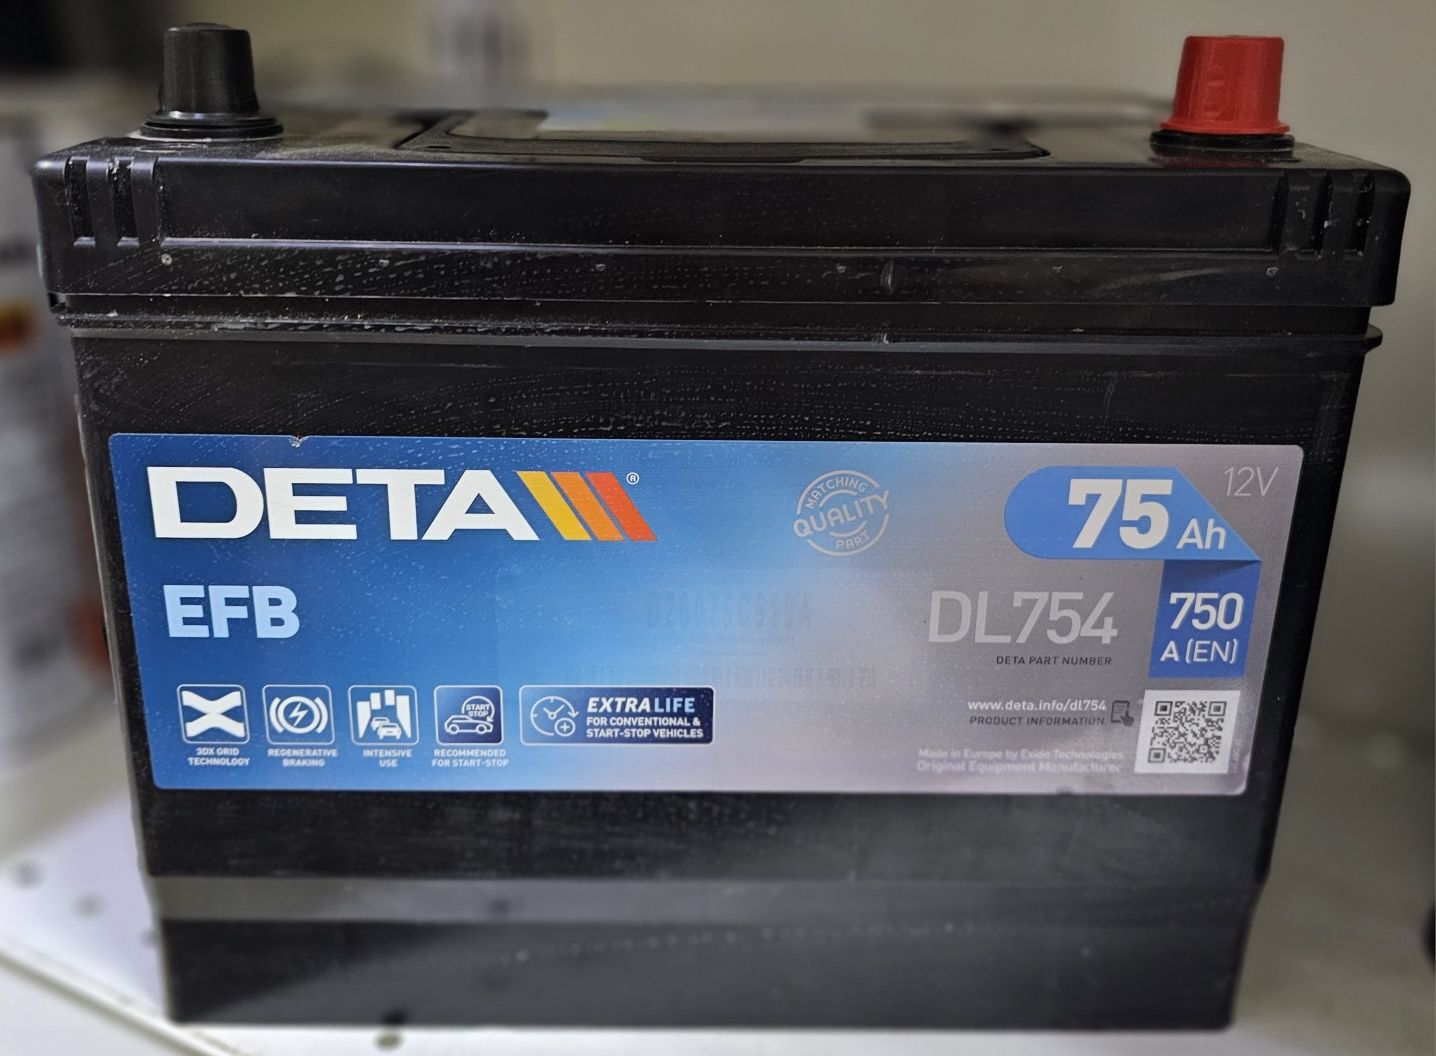 DETA ®
MATCHING
QUALITY
PART
75 Ah
12V
EFB
DL754
DETA PART NUMBER
750
A (EN)
3DX GRID
TECHNOLOGY
REGENERATIVE
BRAKING
INTENSIVE
USE
START
STOP
RECOMMENDED
FOR START-STOP
EXTRA LIFE
FOR CONVENTIONAL &
START-STOP VEHICLES
www.deta.info/dl754
PRODUCT INFORMATION
Made in Europe by Exide Technologies
Original Equipment Manufacturer